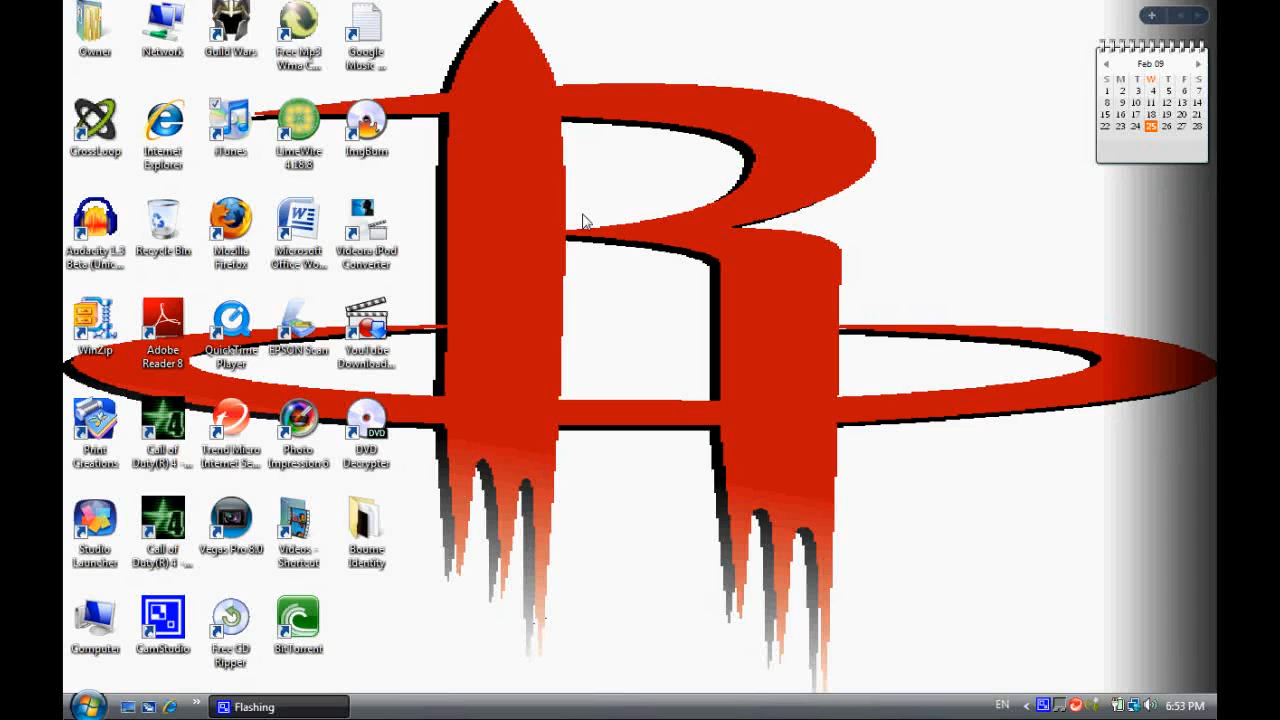 Owner
Network
Guild Wars
Free Mp3
Wma C...
Google
Music ...
CrossLoop
Internet
Explorer
iTunes
LimeWire
4.18.8
ImgBurn
Audacity 1.3
Beta (Unic...
Recycle Bin
Mozilla
Firefox
Microsoft
Office Wo...
Videora iPod
Converter
WinZip
Adobe
Reader 8
QuickTime
Player
EPSON Scan
YouTube
Download...
Print
Creations
Call of
Duty(R) 4 -...
Trend Micro
Internet Se...
Photo
Impression 6
DVD
DVD
Decrypter
Studio
Launcher
Call of
Duty(R) 4 -...
Vegas Pro 8.0
Videos -
Shortcut
Bourne
Identity
Computer
CamStudio
Free CD
Ripper
BitTorrent
Feb 09
S M T W T F S
1 2 3 4 5 6 7
8 9 10 11 12 13 14
15 16 17 18 19 20 21
22 23 24 25 26 27 28
Flashing
EN
6:53 PM